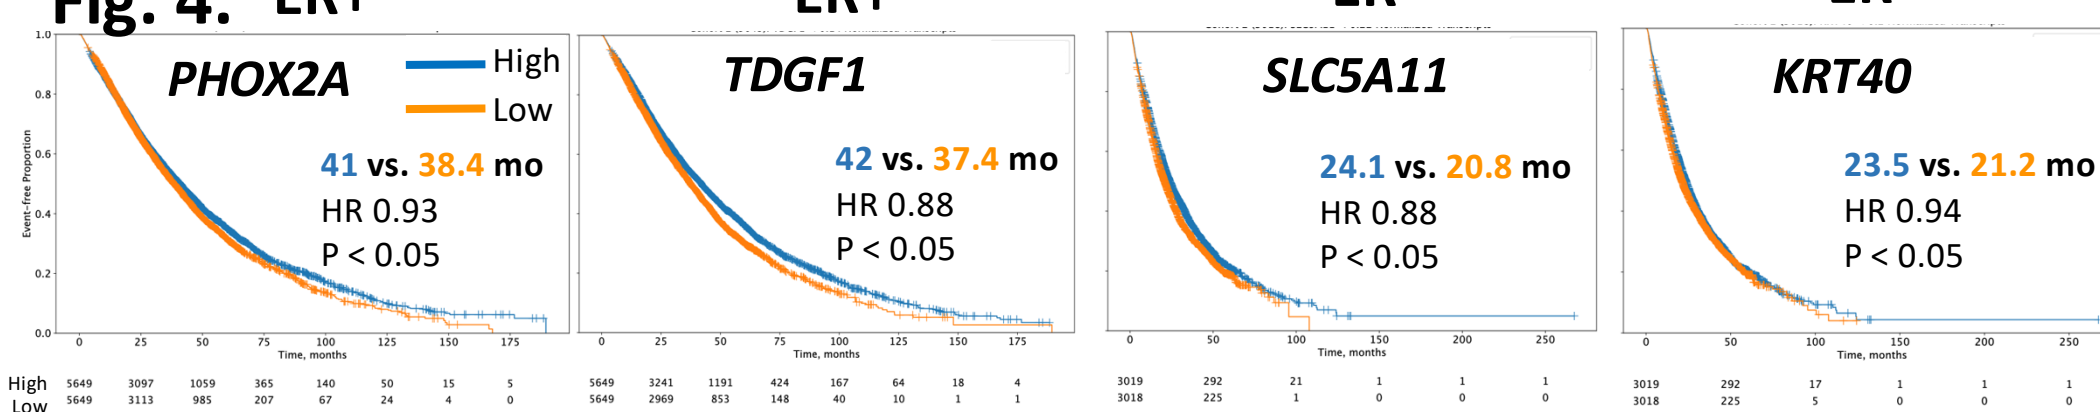 Fig. 4. ER+ ER+ ER- ER-
PHOX2A
High
Low
41 vs. 38.4 mo
HR 0.93
P < 0.05
Event-free Proportion
1.0
0.8
0.6
0.4
0.2
0.0
0 25 50 75 100 125 150 175
Time, months
High 5649 3097 1059 365 140 50 15 5
Low 5649 3113 985 207 67 24 4 0
TDGF1
42 vs. 37.4 mo
HR 0.88
P < 0.05
0 25 50 75 100 125 150 175
Time, months
5649 3241 1191 424 167 64 18 4
5649 2969 853 148 40 10 1 1
SLC5A11
24.1 vs. 20.8 mo
HR 0.88
P < 0.05
0 50 100 150 200 250
Time, months
3019 292 21 1 1 1
3018 225 1 0 0 0
KRT40
23.5 vs. 21.2 mo
HR 0.94
P < 0.05
0 50 100 150 200 250
Time, months
3019 292 17 1 1 1
3018 225 5 0 0 0